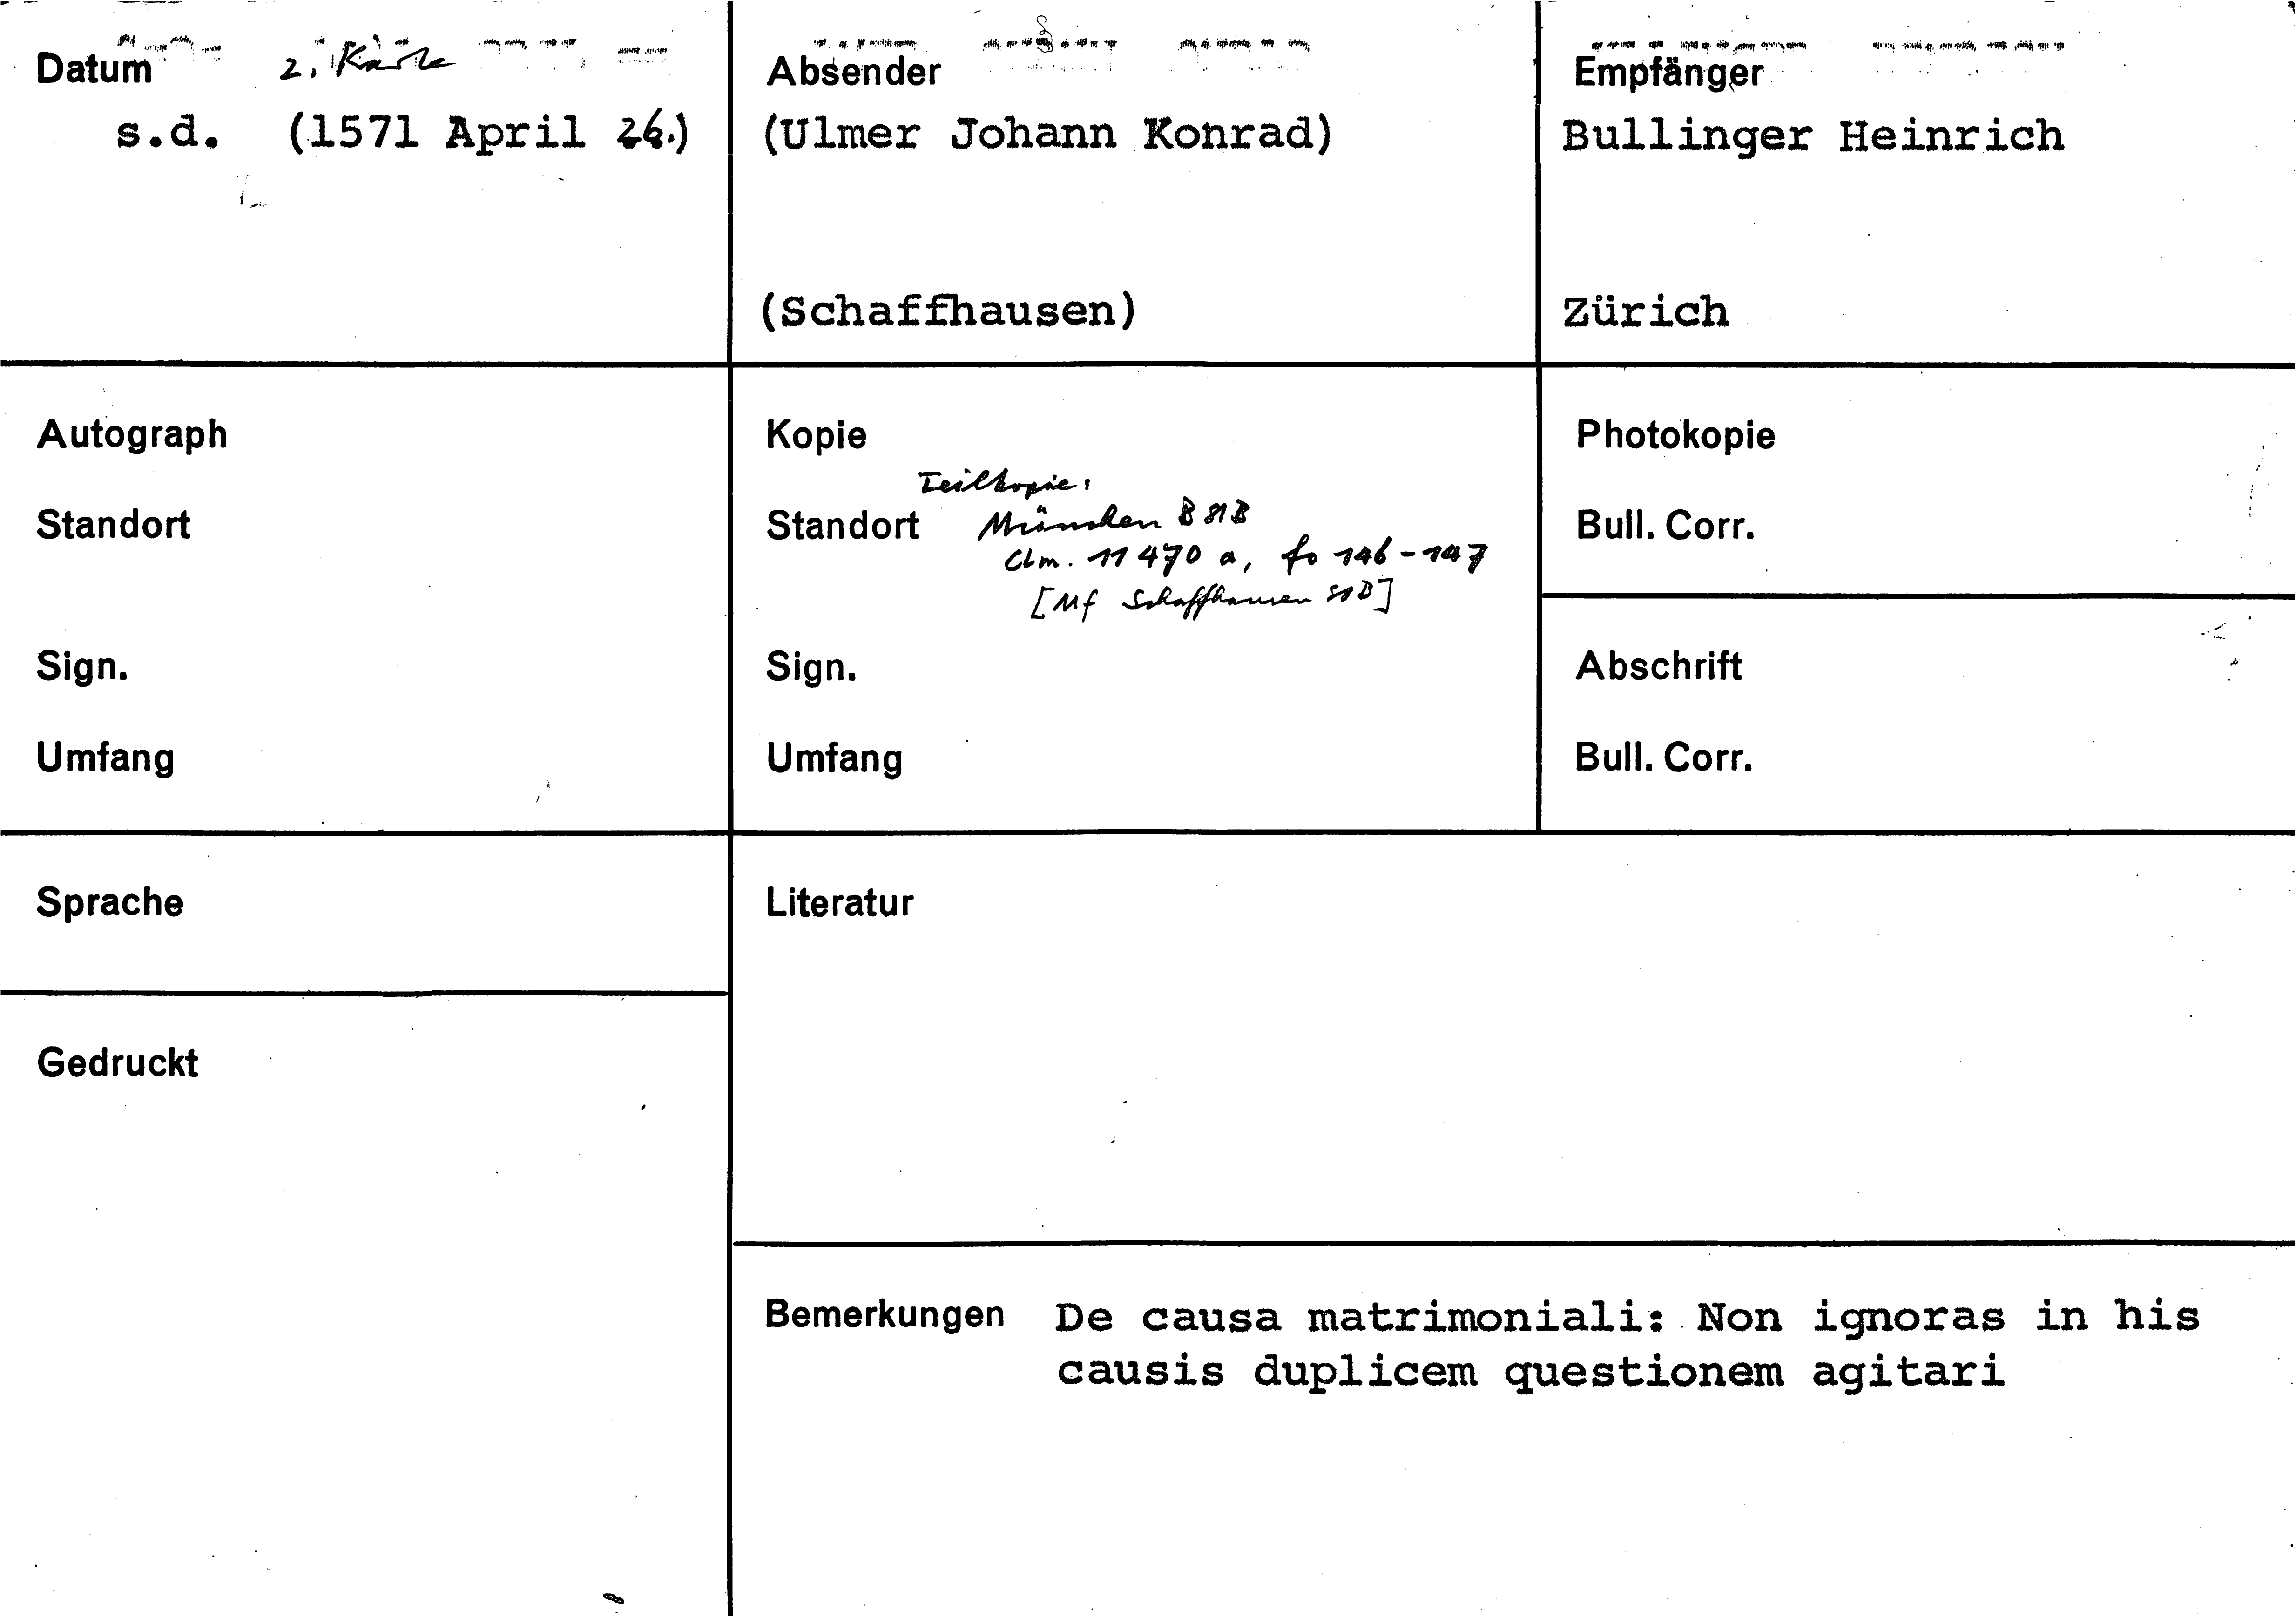 Datum 2. Karte
s.d. (1571 April 26.)
Absender
(Ulmer Johann Konrad)
(Schaffhausen)
Empfänger
Bullinger Heinrich
Zürich
Autograph
Standort
Sign.
Umfang
Kopie
Teilkopie:
Standort München BSB
Clm. 11470 a, fo 146-147
[Mf Schaffhausen StB]
Sign.
Umfang
Photokopie
Bull. Corr.
Abschrift
Bull. Corr.
Sprache
Gedruckt
Literatur
Bemerkungen De causa matrimoniali: Non ignoras in his
causis duplicem questionem agitari